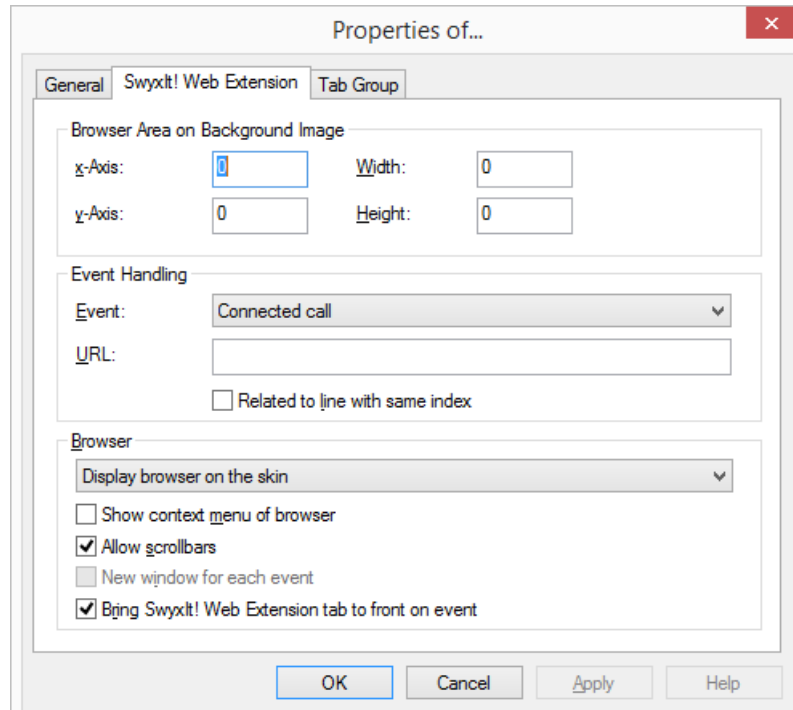 Properties of...
General SwyxIt! Web Extension Tab Group
Browser Area on Background Image
x-Axis: 0 Width: 0
y-Axis: 0 Height: 0
Event Handling
Event: Connected call
URL:
Related to line with same index
Browser
Display browser on the skin
Show context menu of browser
Allow scrollbars
New window for each event
Bring SwyxIt! Web Extension tab to front on event
OK Cancel Apply Help